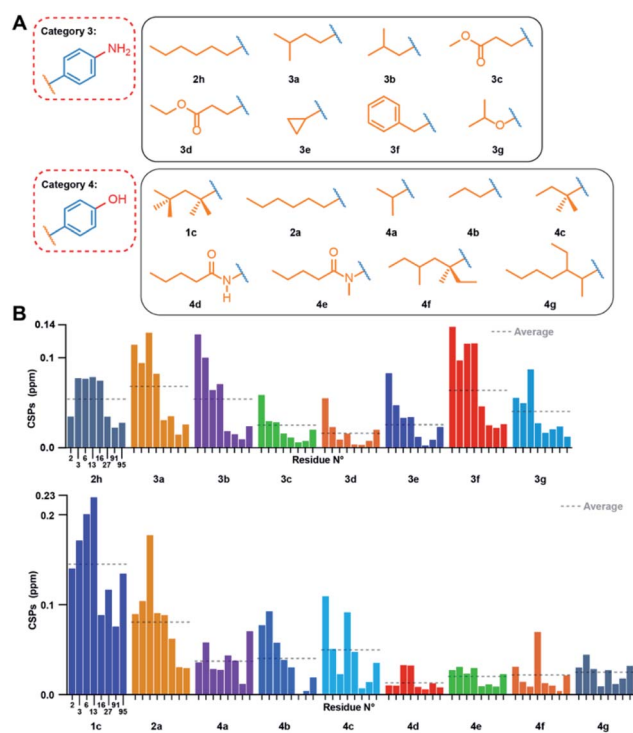 A
Category 3:
NH₂
O
O
2h 3a 3b 3c
O
O
O
3d 3e 3f 3g
Category 4:
OH
1c 2a 4a 4b 4c
O
N
H
O
N
4d 4e 4f 4g
B
0.14
0.1
0.0
CSPs (ppm)
Average
Residue Nº
2 3 6 13 16 27 91 95
2h 3a 3b 3c 3d 3e 3f 3g
0.23
0.2
0.1
0.0
CSPs (ppm)
Average
Residue Nº
2 3 6 13 16 27 91 95
1c 2a 4a 4b 4c 4d 4e 4f 4g